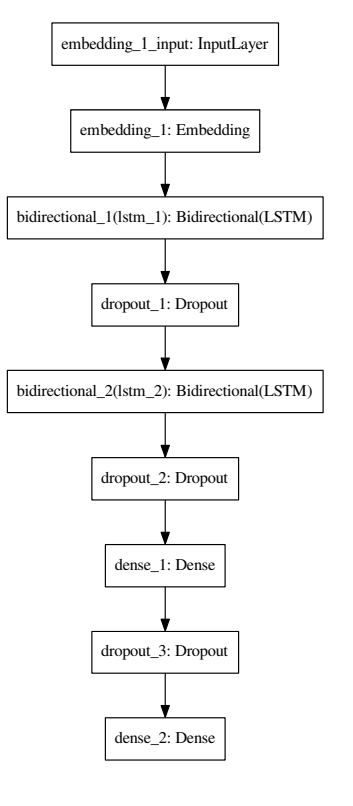 embedding_1_input: InputLayer
embedding_1: Embedding
bidirectional_1(lstm_1): Bidirectional(LSTM)
dropout_1: Dropout
bidirectional_2(lstm_2): Bidirectional(LSTM)
dropout_2: Dropout
dense_1: Dense
dropout_3: Dropout
dense_2: Dense